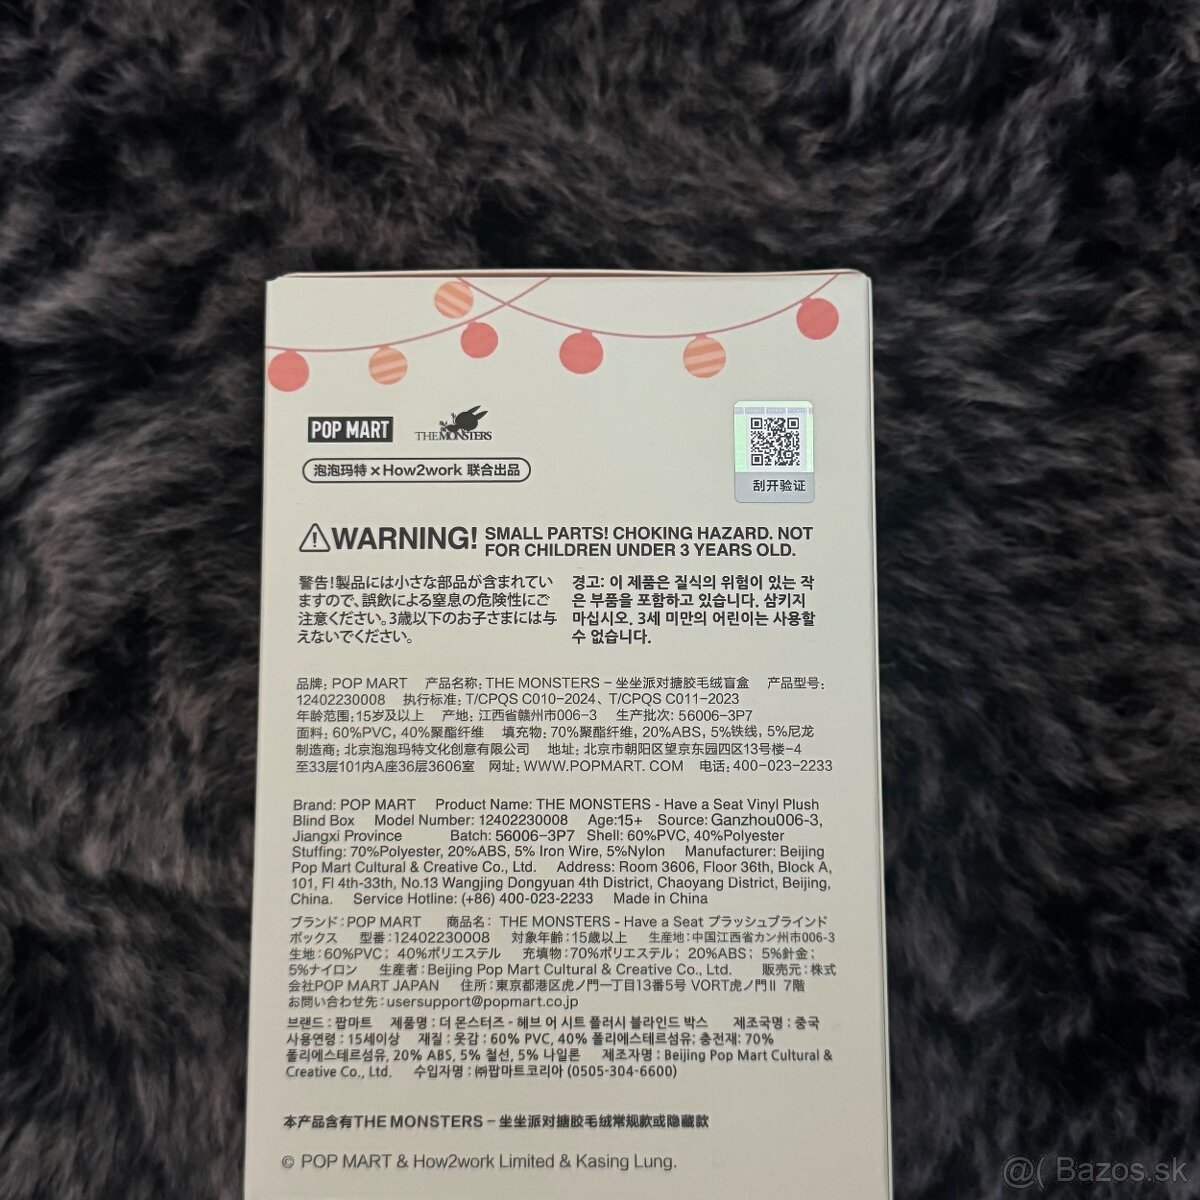 POP MART
THE MONSTERS
泡泡玛特 × How2work 联合出品
刮开验证
WARNING! SMALL PARTS! CHOKING HAZARD. NOT
FOR CHILDREN UNDER 3 YEARS OLD.
警告!製品には小さな部品が含まれてい
ますので、誤飲による窒息の危険性にご
注意ください。3歳以下のお子さまには与
えないでください。
경고: 이 제품은 질식의 위험이 있는 작
은 부품을 포함하고 있습니다. 삼키지
마십시오. 3세 미만의 어린이는 사용할
수 없습니다.
品牌: POP MART 产品名称: THE MONSTERS – 坐坐派对搪胶毛绒盲盒 产品型号:
12402230008 执行标准: T/CPQS C010-2024、T/CPQS C011-2023
年龄范围:15岁及以上 产地: 江西省赣州市006-3 生产批次: 56006-3P7
面料: 60%PVC, 40%聚酯纤维 填充物: 70%聚酯纤维, 20%ABS, 5%铁线, 5%尼龙
制造商: 北京泡泡玛特文化创意有限公司 地址: 北京市朝阳区望京东园四区13号楼-4
至33层101内A座36层3606室 网址: WWW.POPMART. COM 电话: 400-023-2233
Brand: POP MART Product Name: THE MONSTERS - Have a Seat Vinyl Plush
Blind Box Model Number: 12402230008 Age:15+ Source: Ganzhou006-3,
Jiangxi Province Batch: 56006-3P7 Shell: 60%PVC, 40%Polyester
Stuffing: 70%Polyester, 20%ABS, 5% Iron Wire, 5%Nylon Manufacturer: Beijing
Pop Mart Cultural & Creative Co., Ltd. Address: Room 3606, Floor 36th, Block A,
101, Fl 4th-33th, No.13 Wangjing Dongyuan 4th District, Chaoyang District, Beijing,
China. Service Hotline: (+86) 400-023-2233 Made in China
ブランド: POP MART 商品名: THE MONSTERS - Have a Seat プラッシュブラインド
ボックス 型番:12402230008 対象年齢:15歳以上 生産地:中国江西省カン州市006-3
生地:60%PVC; 40%ポリエステル 充填物:70%ポリエステル; 20%ABS; 5%針金;
5%ナイロン 生産者:Beijing Pop Mart Cultural & Creative Co., Ltd. 販売元:株式
会社POP MART JAPAN 住所:東京都港区虎ノ門一丁目13番5号 VORT虎ノ門Ⅱ 7階
お問い合わせ先:usersupport@popmart.co.jp
브랜드 : 팝마트 제품명 : 더 몬스터즈 - 헤브 어 시트 플러시 블라인드 박스 제조국명 : 중국
사용연령 : 15세이상 재질 : 옷감 : 60% PVC, 40% 폴리에스테르섬유; 충전재: 70%
폴리에스테르섬유, 20% ABS, 5% 철선, 5% 나일론 제조자명 : Beijing Pop Mart Cultural &
Creative Co., Ltd. 수입자명 : ㈜팝마트코리아 (0505-304-6600)
本产品含有THE MONSTERS – 坐坐派对搪胶毛绒常规款或隐藏款
© POP MART & How2work Limited & Kasing Lung.
@( Bazos.sk